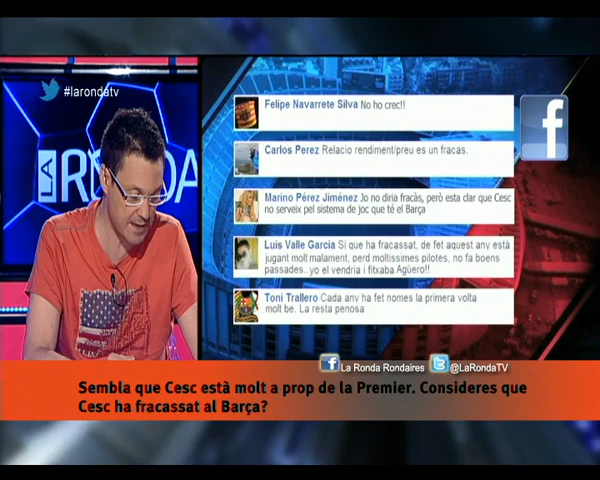 #larondatv
LA RONDA
Felipe Navarrete Silva No ho crec!!
Carlos Perez Relacio rendiment/preu es un fracas.
Marino Pérez Jiménez Jo no diria fracàs, però esta clar que Cesc
no serveix pel sistema de joc que té el Barça
Luis Valle Garcia Si que ha fracassat, de fet aquest any està
jugant molt malament, perd moltissimes pilotes, no fa boens
passades..yo el vendria i fitxaba Agüero!!
Toni Trallero Cada any ha fet nomes la primera volta
molt be. La resta penosa
La Ronda Rondaires @LaRondaTV
Sembla que Cesc està molt a prop de la Premier. Consideres que
Cesc ha fracassat al Barça?